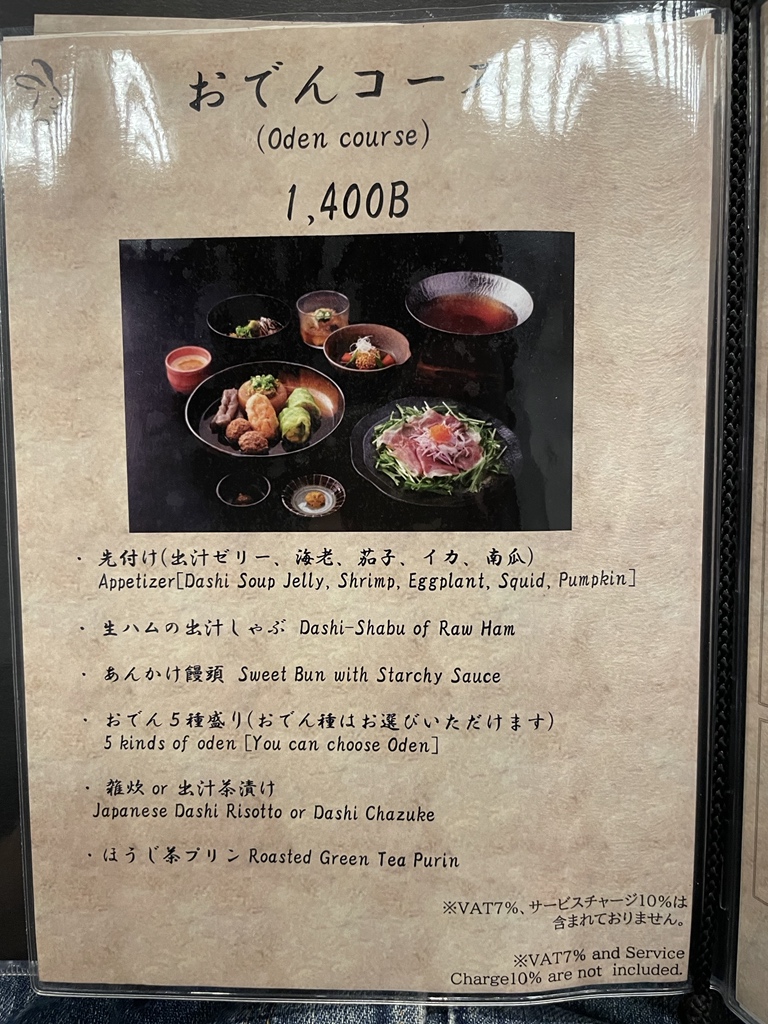 おでんコース
(Oden course)
1,400B
・ 先付け(出汁ゼリー、海老、茄子、イカ、南瓜)
Appetizer[Dashi Soup Jelly, Shrimp, Eggplant, Squid, Pumpkin]
・ 生ハムの出汁しゃぶ Dashi-Shabu of Raw Ham
・ あんかけ饅頭 Sweet Bun with Starchy Sauce
・ おでん5種盛り(おでん種はお選びいただけます)
5 kinds of oden [You can choose Oden]
・ 雑炊 or 出汁茶漬け
Japanese Dashi Risotto or Dashi Chazuke
・ほうじ茶プリン Roasted Green Tea Purin
※VAT7%、サービスチャージ10%は
含まれておりません。
※VAT7% and Service
Charge10% are not included.